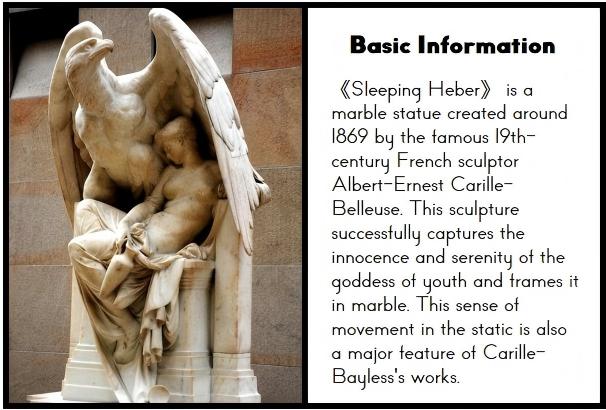 Basic Information
《Sleeping Heber》 is a
marble statue created around
1869 by the famous 19th-
century French sculptor
Albert-Ernest Carille-
Belleuse. This sculpture
successfully captures the
innocence and serenity of the
goddess of youth and frames it
in marble. This sense of
movement in the static is also
a major feature of Carille-
Bayless's works.